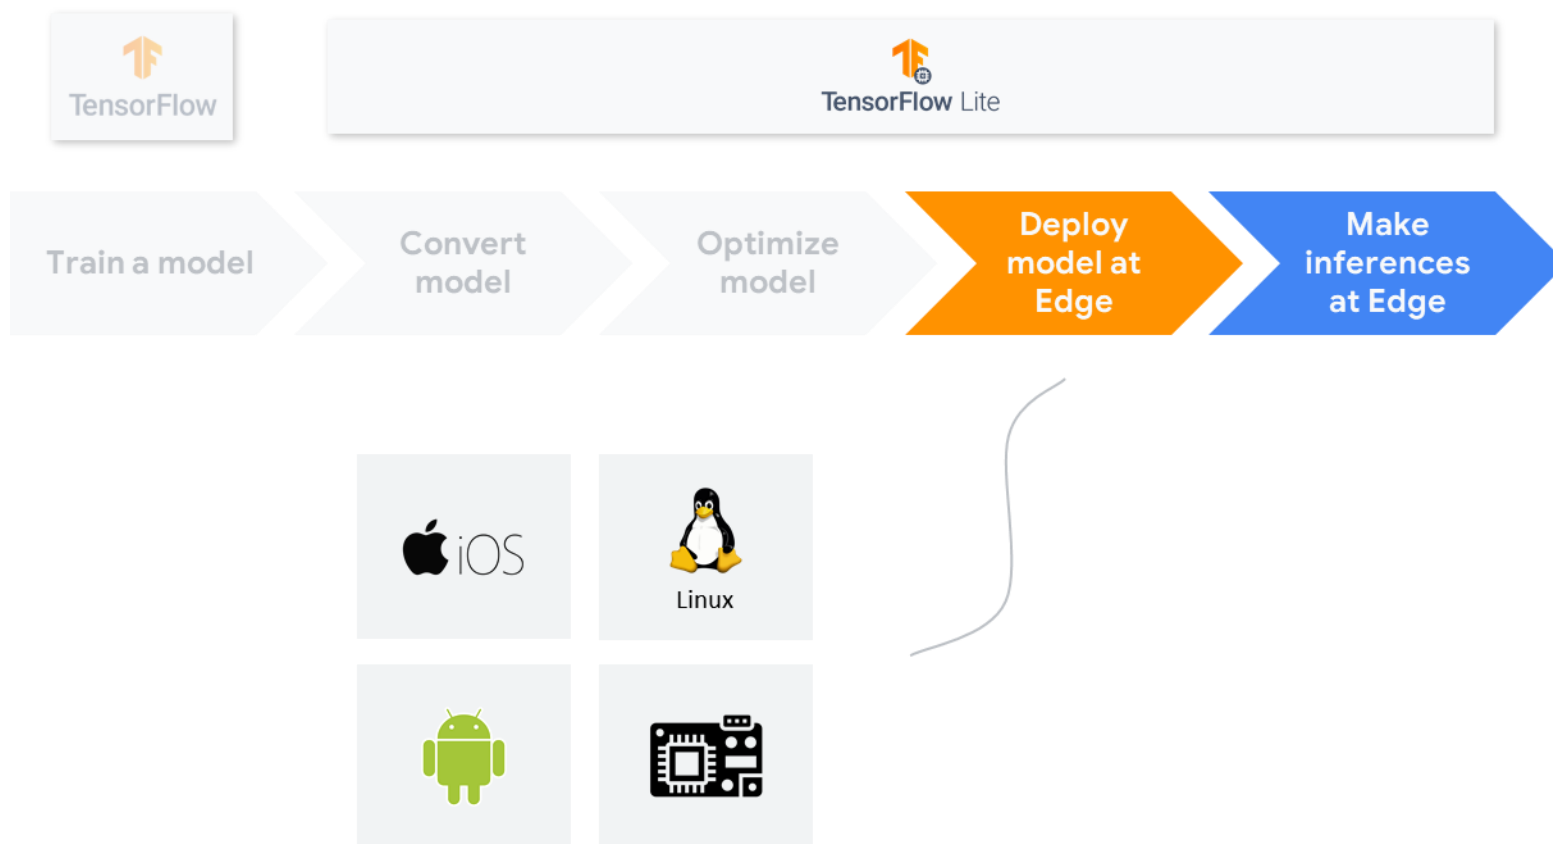 TensorFlow
TensorFlow Lite
Train a model
Convert
model
Optimize
model
Deploy
model at
Edge
Make
inferences
at Edge
iOS
Linux